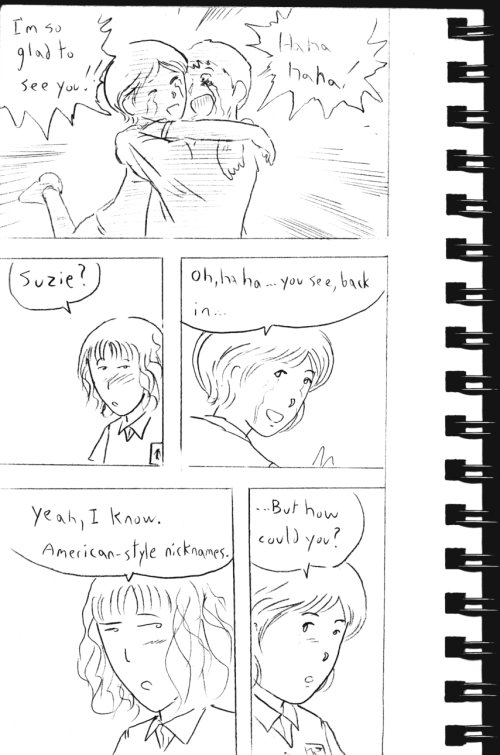 I'm so
glad to
see you!!
Haha
haha!
Suzie?
Oh, haha... you see, back
in...
Yeah, I know.
American-style nicknames.
...But how
could you?